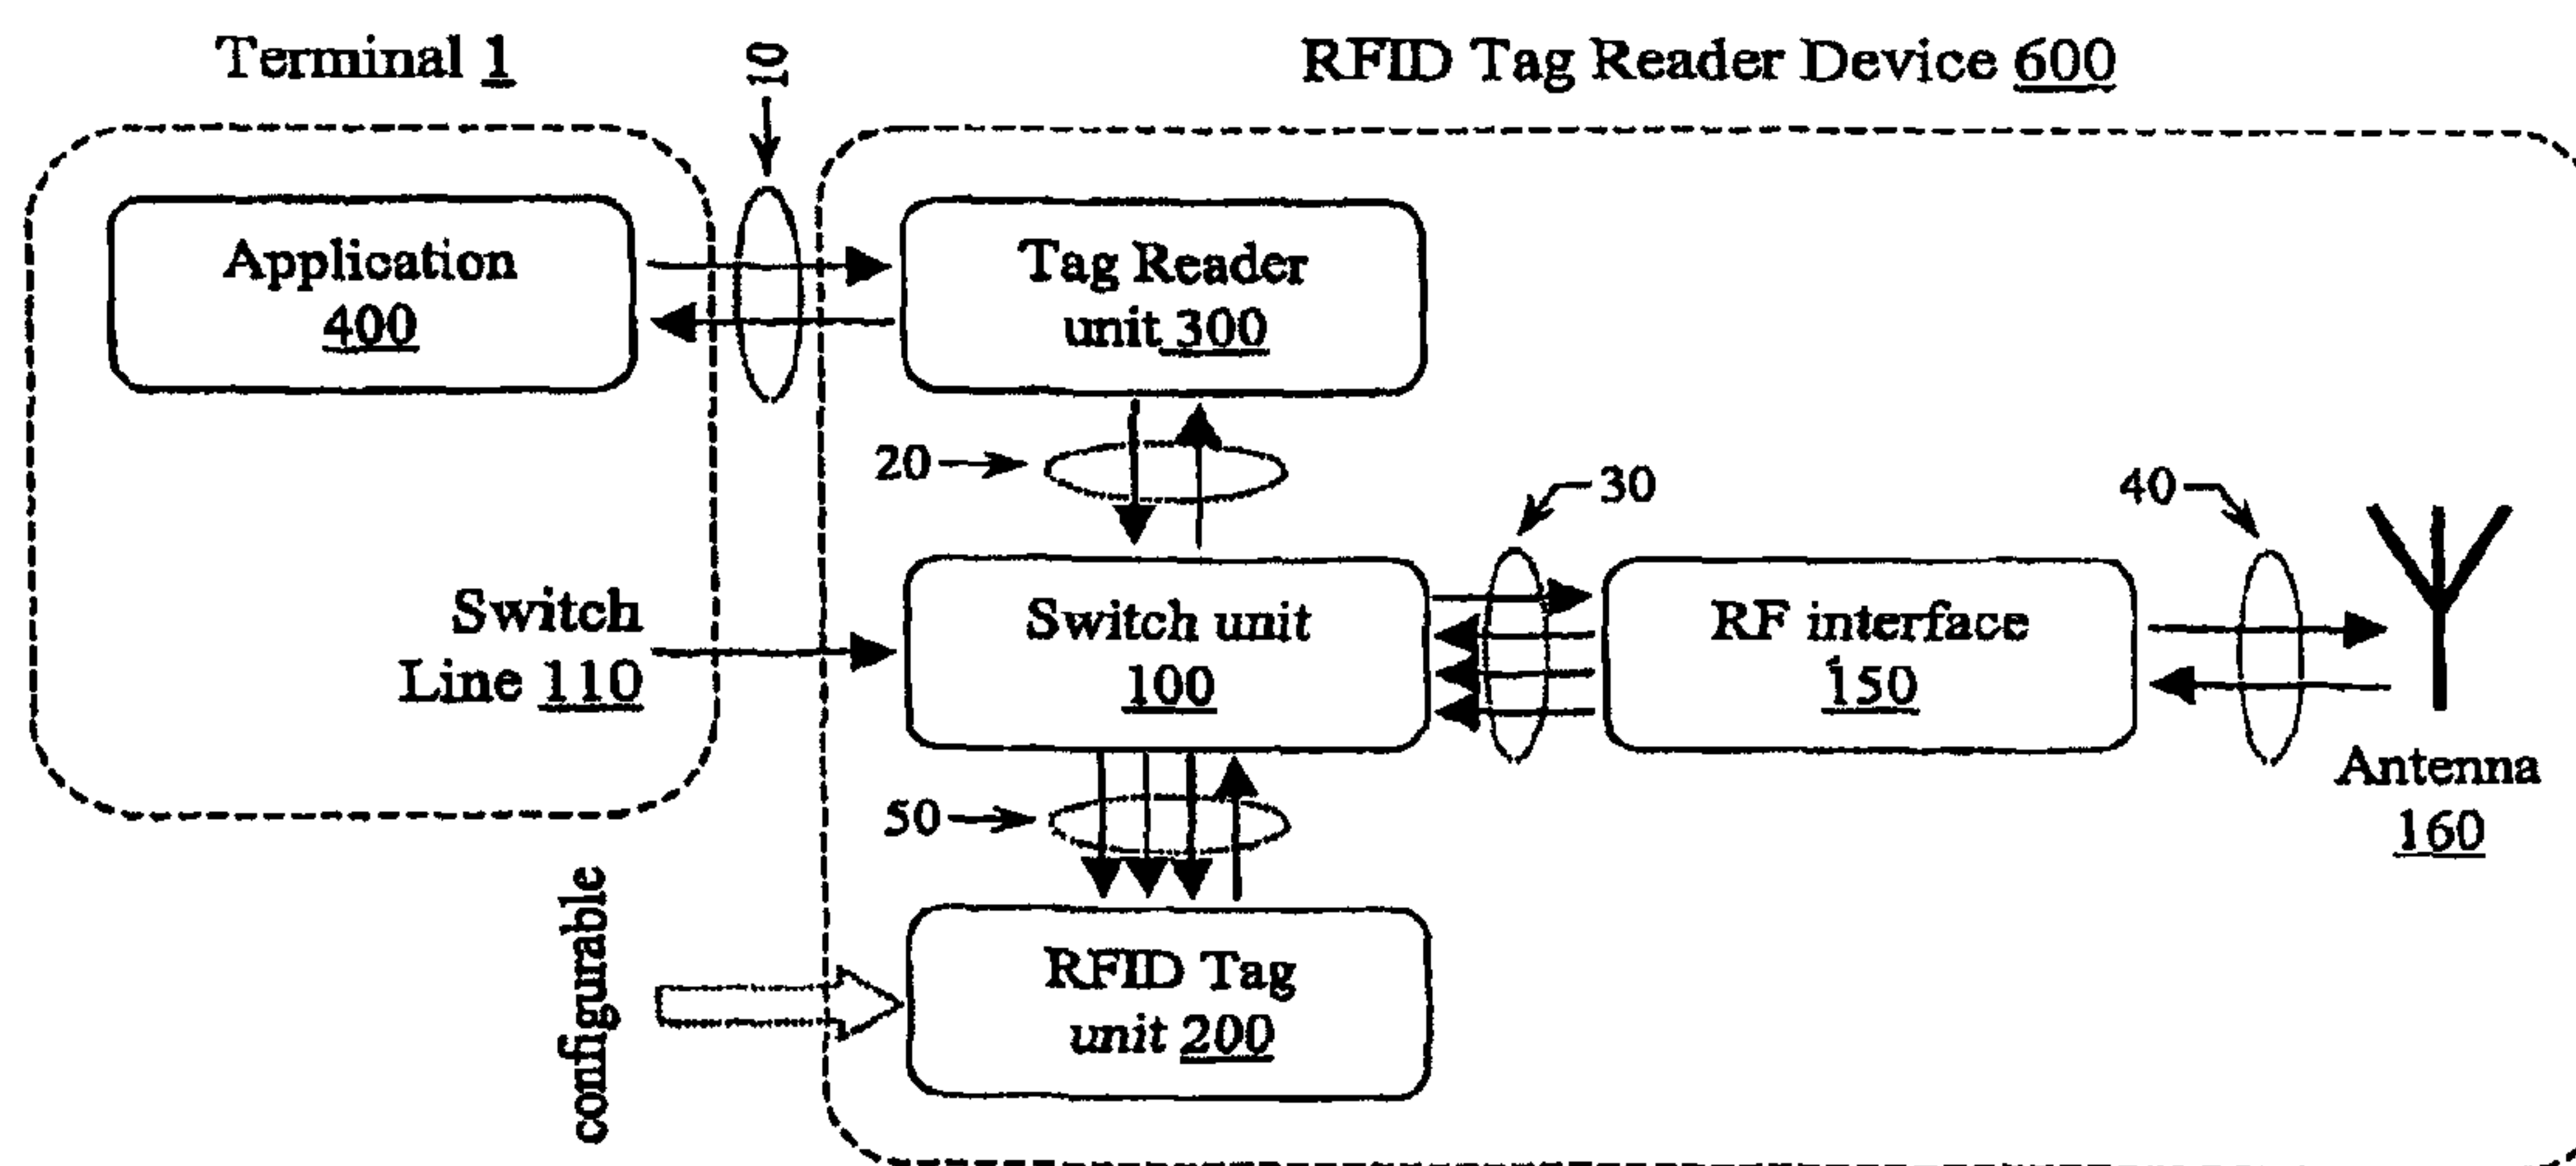 Terminal 1
10
RFID Tag Reader Device 600
Application
400
Tag Reader
unit 300
20
30
40
Switch
Line 110
Switch unit
100
RF interface
150
Antenna
160
50
configurable
RFID Tag
unit 200